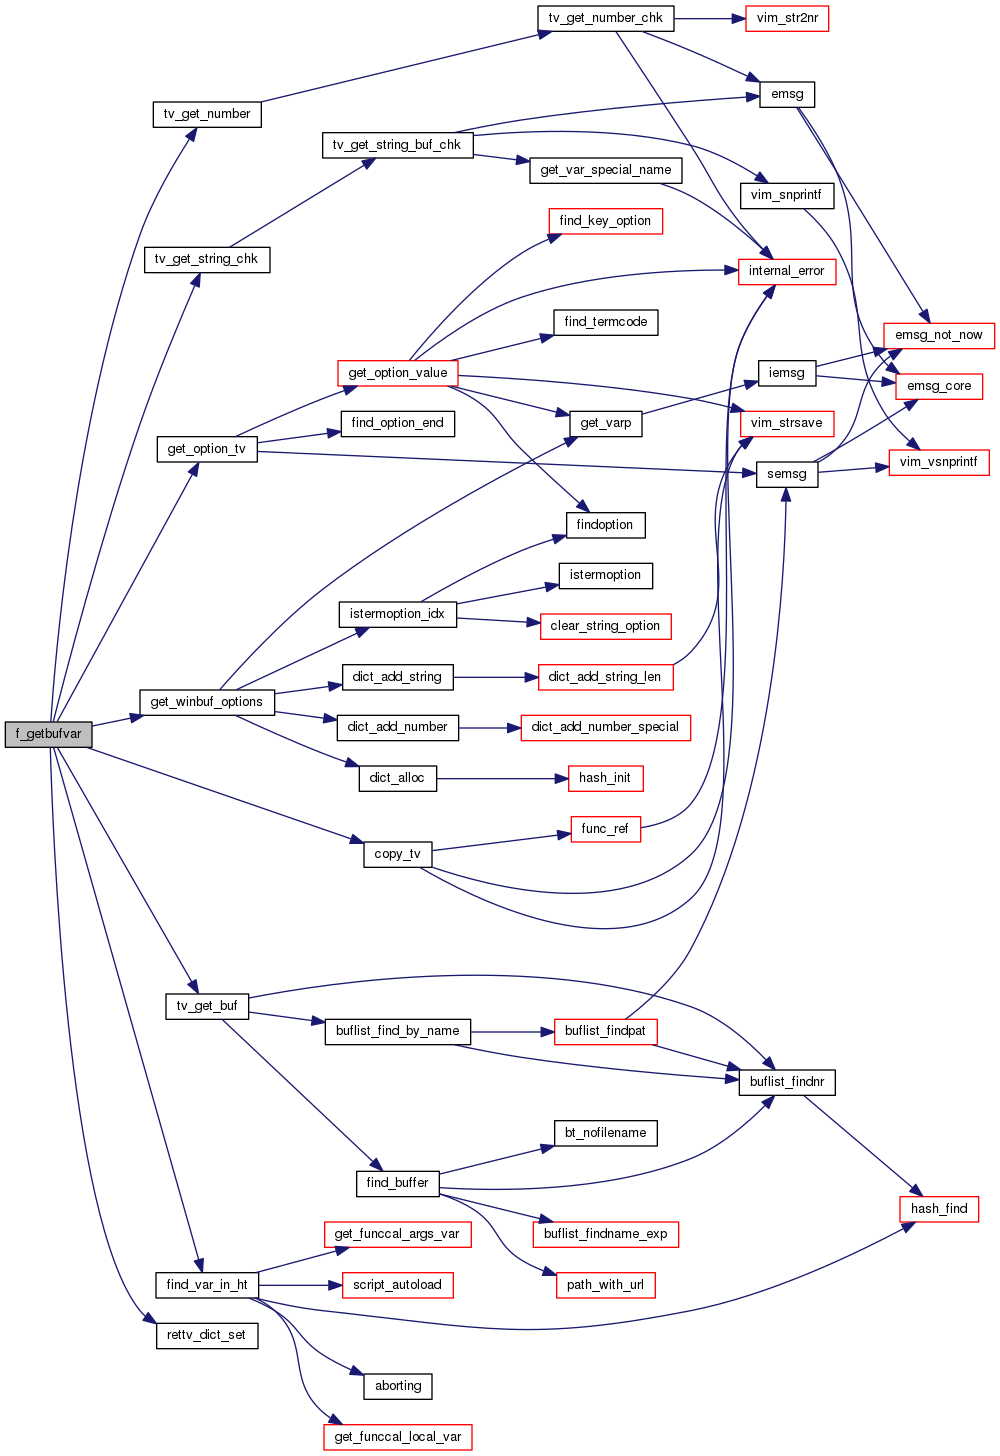 tv_get_number_chk
vim_str2nr
emsg
tv_get_number
tv_get_string_buf_chk
get_var_special_name
vim_snprintf
find_key_option
tv_get_string_chk
internal_error
find_termcode
emsg_not_now
get_option_value
iemsg
emsg_core
find_option_end
get_varp
vim_strsave
get_option_tv
semsg
vim_vsnprintf
findoption
istermoption
istermoption_idx
clear_string_option
dict_add_string
dict_add_string_len
get_winbuf_options
dict_add_number
dict_add_number_special
f_getbufvar
dict_alloc
hash_init
func_ref
copy_tv
tv_get_buf
buflist_find_by_name
buflist_findpat
buflist_findnr
bt_nofilename
find_buffer
hash_find
get_funccal_args_var
buflist_findname_exp
find_var_in_ht
script_autoload
path_with_url
rettv_dict_set
aborting
get_funccal_local_var